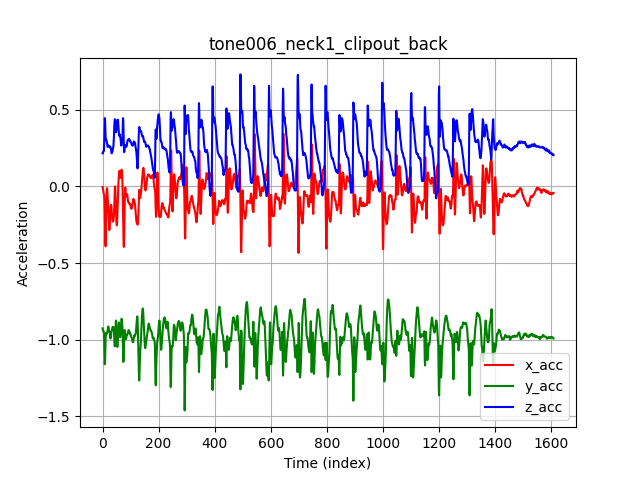 tone006_neck1_clipout_back
0.5
0.0
−0.5
−1.0
−1.5
Acceleration
0 200 400 600 800 1000 1200 1400 1600
Time (index)
x_acc
y_acc
z_acc